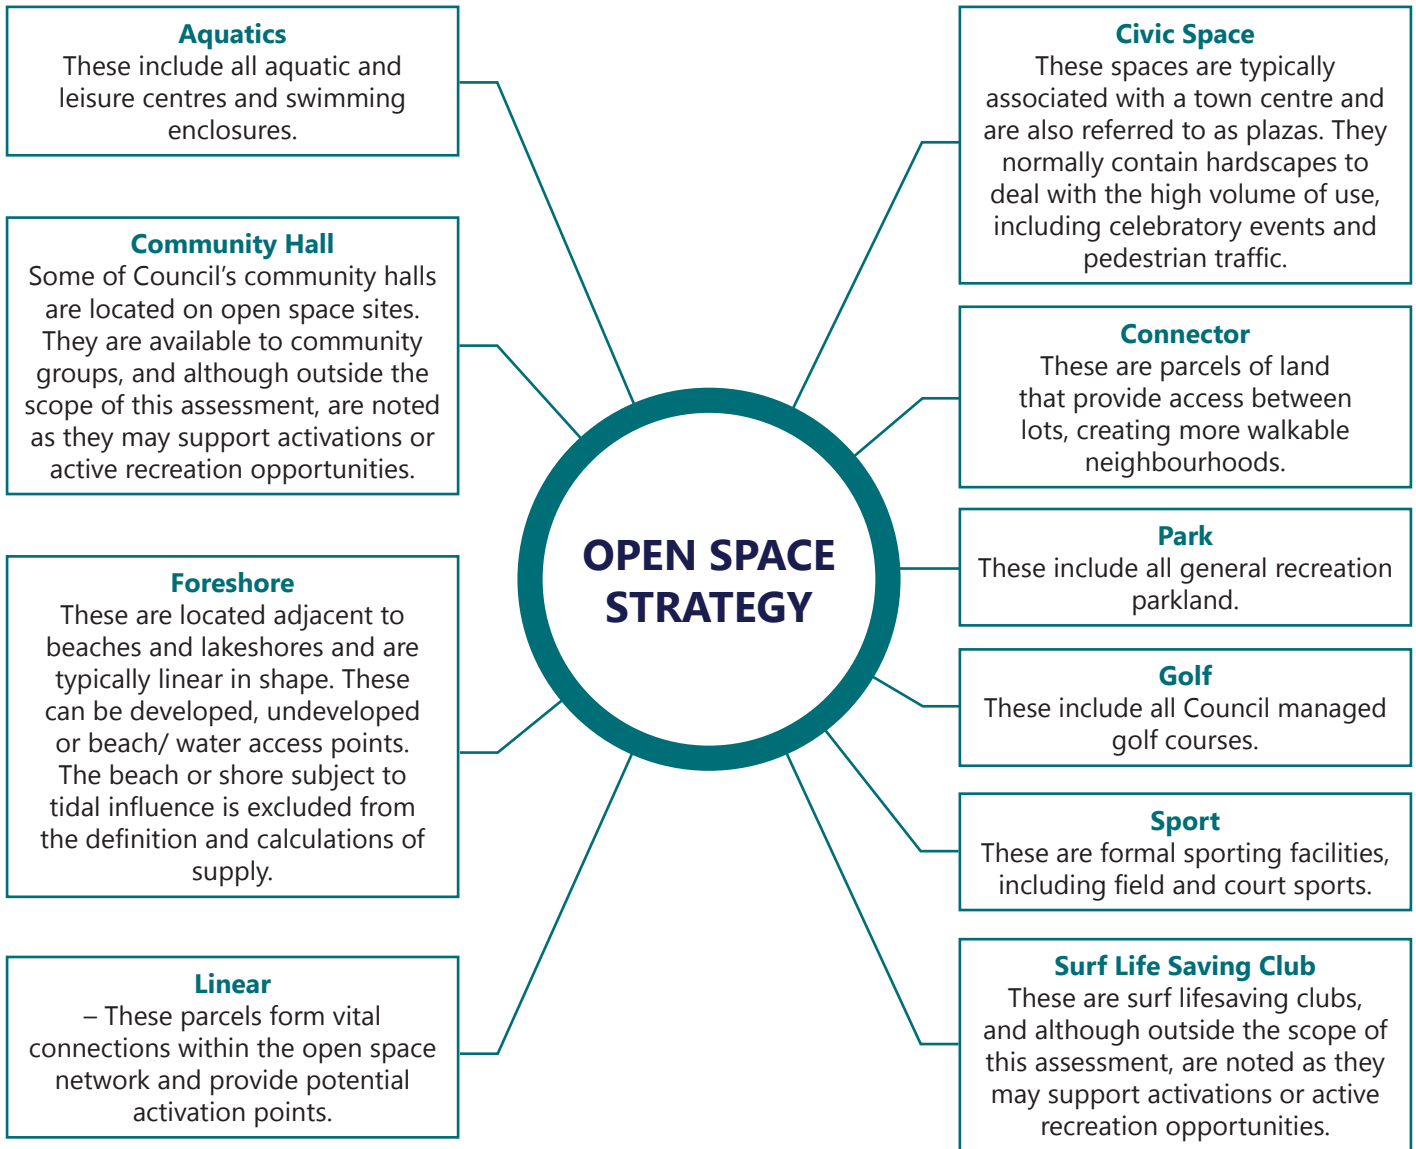 Aquatics
These include all aquatic and
leisure centres and swimming
enclosures.
Community Hall
Some of Council’s community halls
are located on open space sites.
They are available to community
groups, and although outside the
scope of this assessment, are noted
as they may support activations or
active recreation opportunities.
Foreshore
These are located adjacent to
beaches and lakeshores and are
typically linear in shape. These
can be developed, undeveloped
or beach/ water access points.
The beach or shore subject to
tidal influence is excluded from
the definition and calculations of
supply.
Linear
– These parcels form vital
connections within the open space
network and provide potential
activation points.
OPEN SPACE
STRATEGY
Civic Space
These spaces are typically
associated with a town centre and
are also referred to as plazas. They
normally contain hardscapes to
deal with the high volume of use,
including celebratory events and
pedestrian traffic.
Connector
These are parcels of land
that provide access between
lots, creating more walkable
neighbourhoods.
Park
These include all general recreation
parkland.
Golf
These include all Council managed
golf courses.
Sport
These are formal sporting facilities,
including field and court sports.
Surf Life Saving Club
These are surf lifesaving clubs,
and although outside the scope of
this assessment, are noted as they
may support activations or active
recreation opportunities.